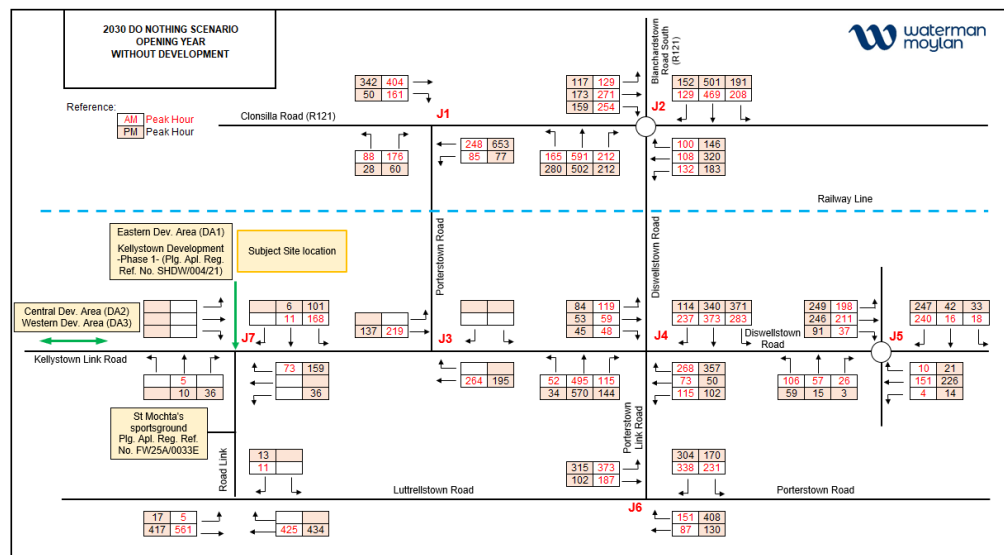 2030 DO NOTHING SCENARIO
OPENING YEAR
WITHOUT DEVELOPMENT
waterman
moylan
Reference:
AM Peak Hour
PM Peak Hour
Blanchardstown
Road South
(R121)
342 404
50 161
J1
117 129
173 271
159 254
J2
152 501 191
129 469 208
Clonsilla Road (R121)
88 176
28 60
248 653
85 77
165 591 212
280 502 212
100 146
108 320
132 183
Railway Line
Eastern Dev. Area (DA1)
Kellystown Development
-Phase 1- (Plg. Apl. Reg.
Ref. No. SHDW/004/21)
Subject Site location
Porterstown Road
Diswellstown Road
Central Dev. Area (DA2)
Western Dev. Area (DA3)
6 101
11 168
J7
137 219
J3
84 119
53 59
45 48
114 340 371
237 373 283
J4
Diswellstown
Road
249 198
246 211
91 37
247 42 33
240 16 18
J5
Kellystown Link Road
5
10 36
73 159
36
264 195
52 495 115
34 570 144
268 357
73 50
115 102
106 57 26
59 15 3
10 21
151 226
4 14
St Mochta's
sportsground
Plg. Apl. Reg. Ref.
No. FW25A/0033E
Road Link
13
11
Porterstown
Link Road
315 373
102 187
304 170
338 231
Luttrellstown Road
Porterstown Road
J6
17 5
417 561
425 434
151 408
87 130